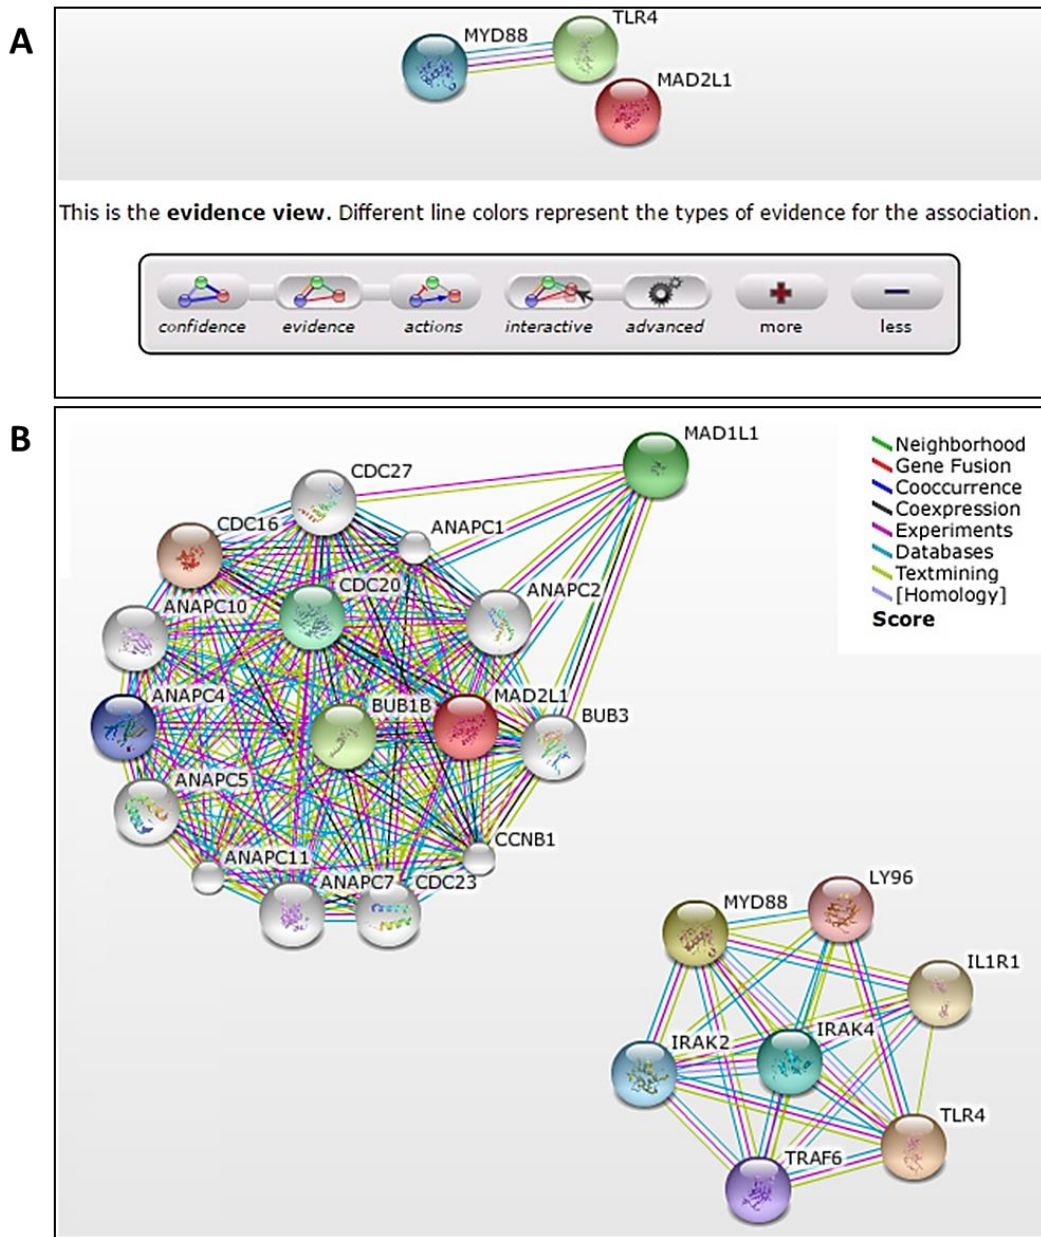 A
TLR4
MYD88
MAD2L1
This is the evidence view. Different line colors represent the types of evidence for the association.
confidence evidence actions interactive advanced more less
B
MAD1L1
Neighborhood
Gene Fusion
Cooccurrence
Coexpression
Experiments
Databases
Textmining
[Homology]
Score
CDC27
CDC16
ANAPC1
CDC20
ANAPC2
ANAPC10
ANAPC4
BUB1B
MAD2L1
BUB3
ANAPC5
CCNB1
ANAPC11
ANAPC7
CDC23
LY96
MYD88
IL1R1
IRAK4
IRAK2
TLR4
TRAF6